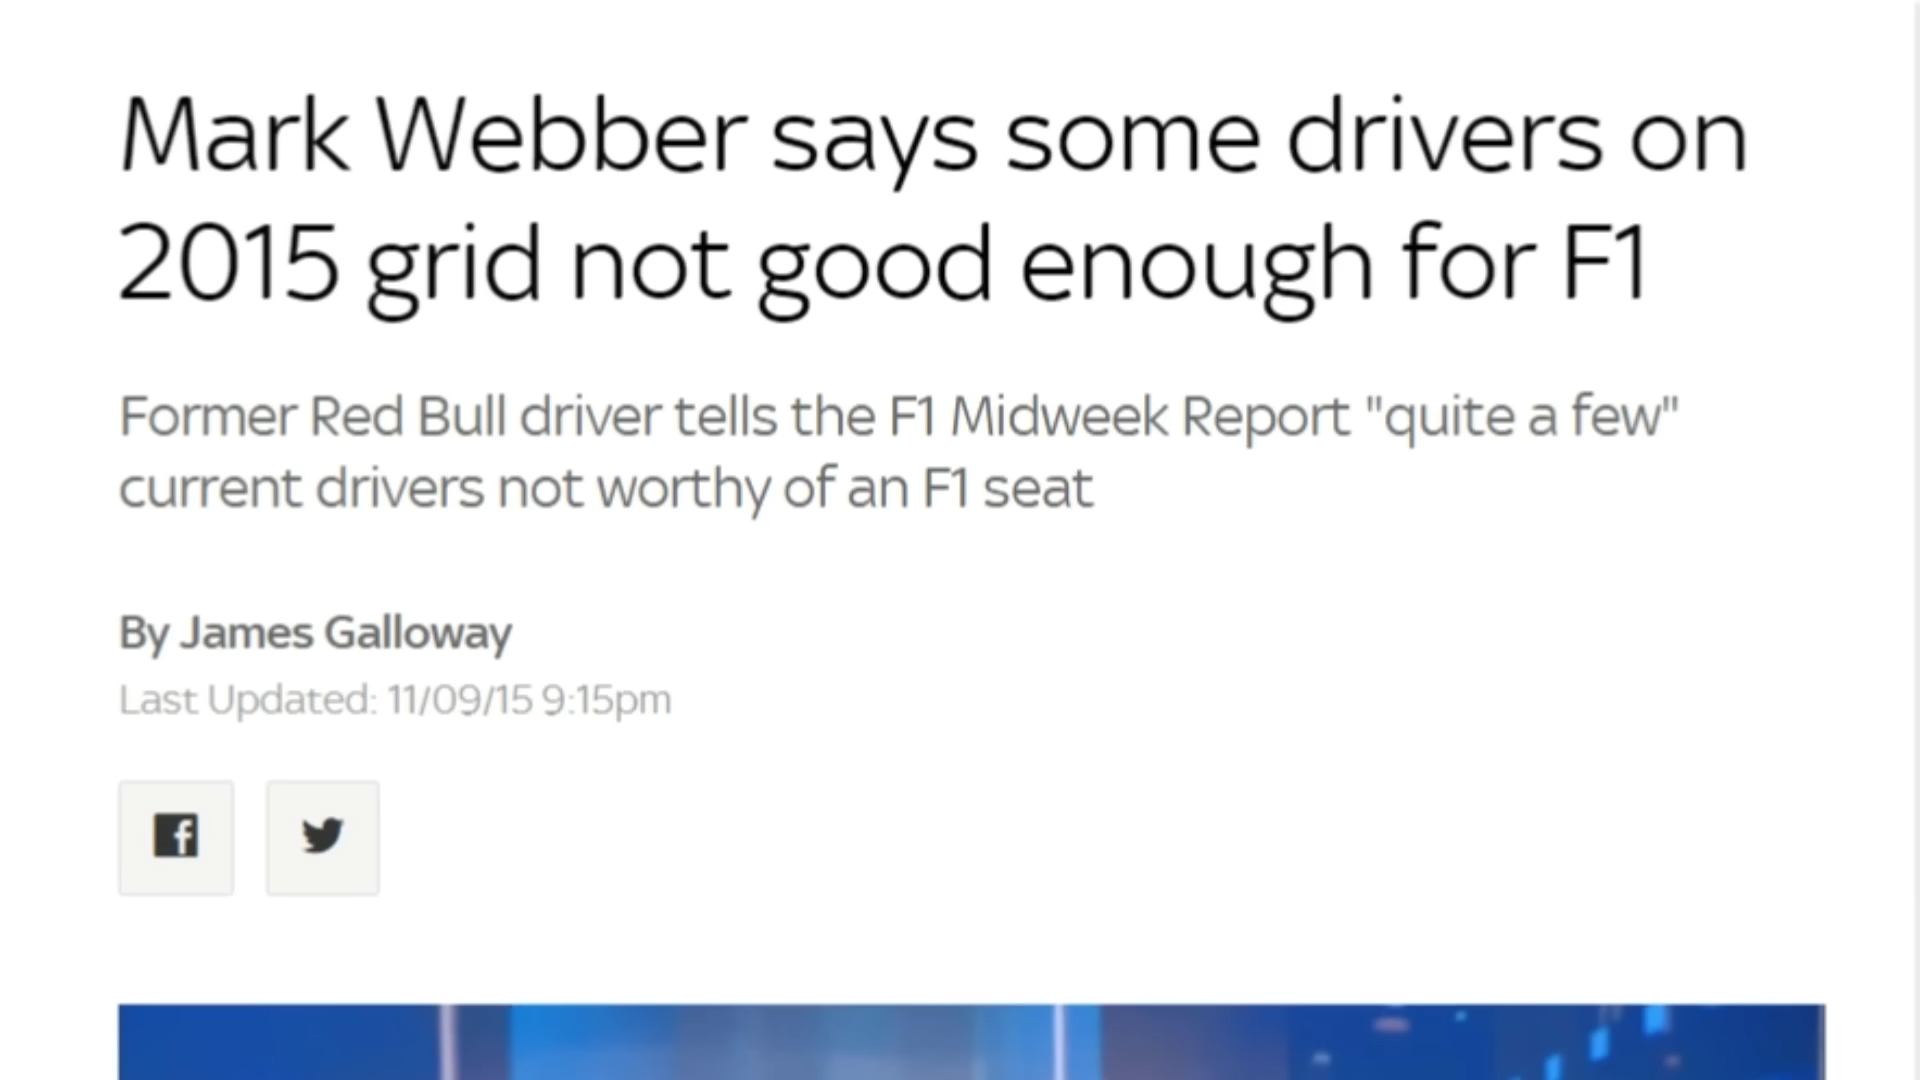 Mark Webber says some drivers on
2015 grid not good enough for F1
Former Red Bull driver tells the F1 Midweek Report "quite a few"
current drivers not worthy of an F1 seat
By James Galloway
Last Updated: 11/09/15 9:15pm